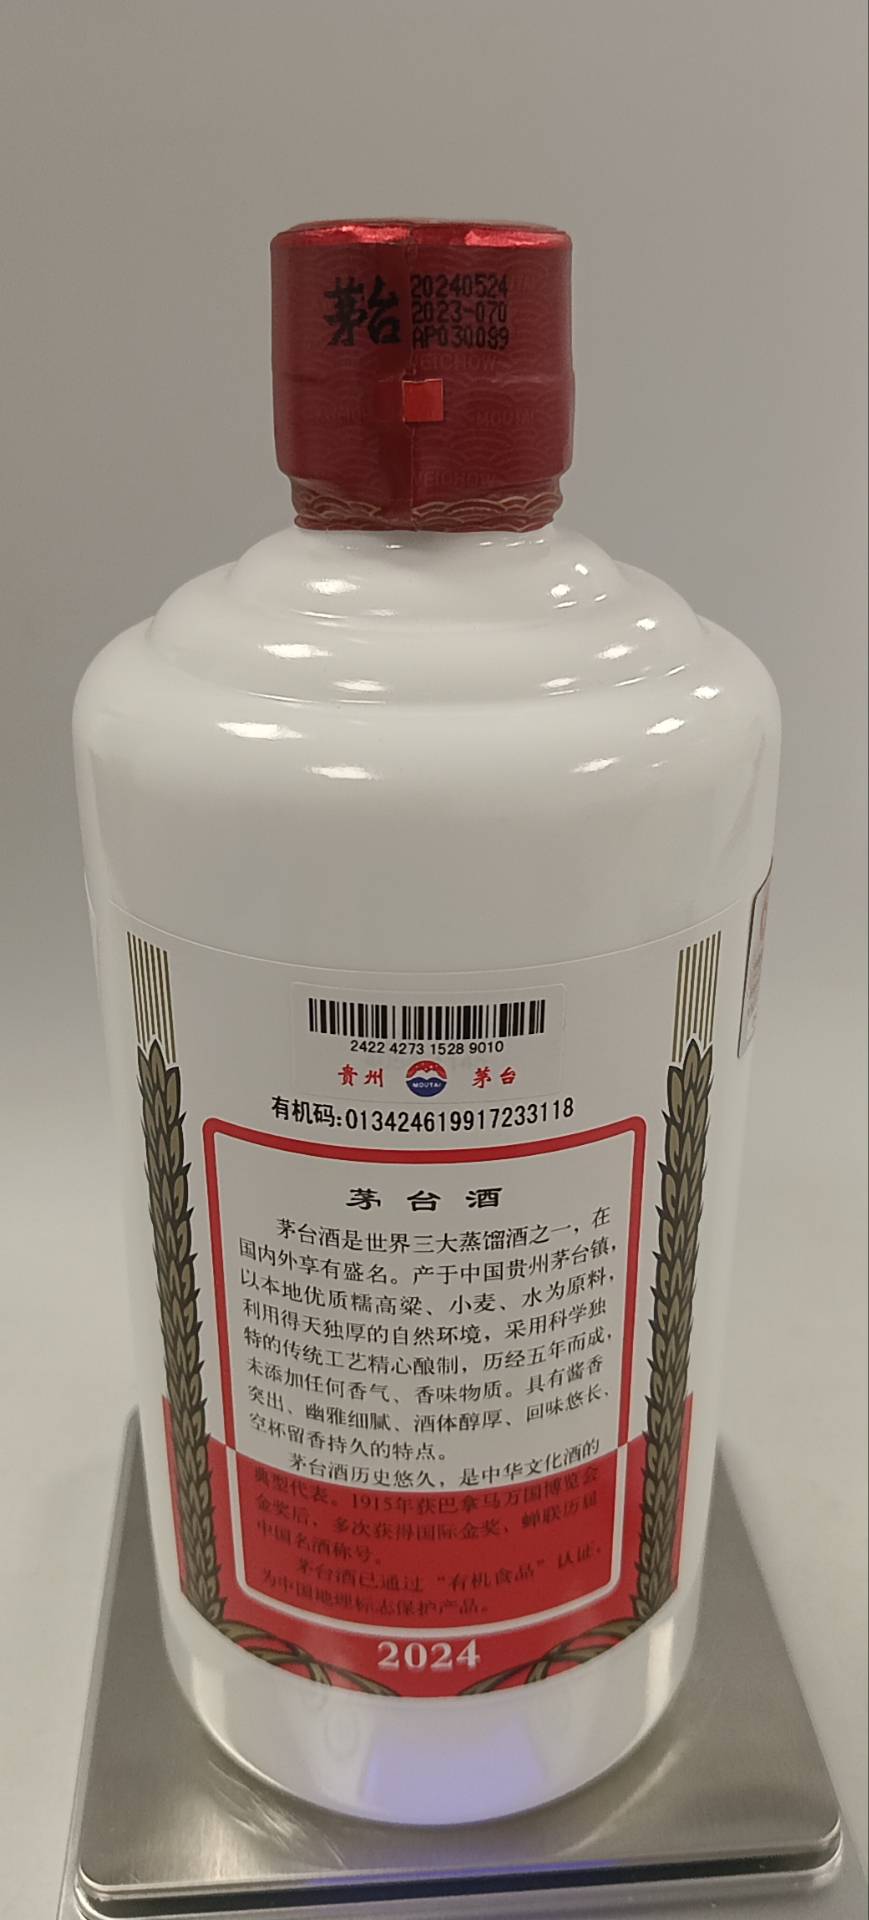 茅台
20240524
2023-070
AP030089
WEICHOW
MOUTAI
WEICHOW
2422 4273 1528 9010
贵州 MOUTAI 茅台
有机码:013424619917233118
茅台酒
茅台酒是世界三大蒸馏酒之一，在
国内外享有盛名。产于中国贵州茅台镇，
以本地优质糯高粱、小麦、水为原料，
利用得天独厚的自然环境，采用科学独
特的传统工艺精心酿制，历经五年而成，
未添加任何香气、香味物质。具有酱香
突出、幽雅细腻、酒体醇厚、回味悠长、
空杯留香持久的特点。
茅台酒历史悠久，是中华文化酒的
典型代表。1915年获巴拿马万国博览会
金奖后，多次获得国际金奖，蝉联历届
中国名酒称号。
茅台酒已通过“有机食品”认证，
为中国地理标志保护产品。
2024